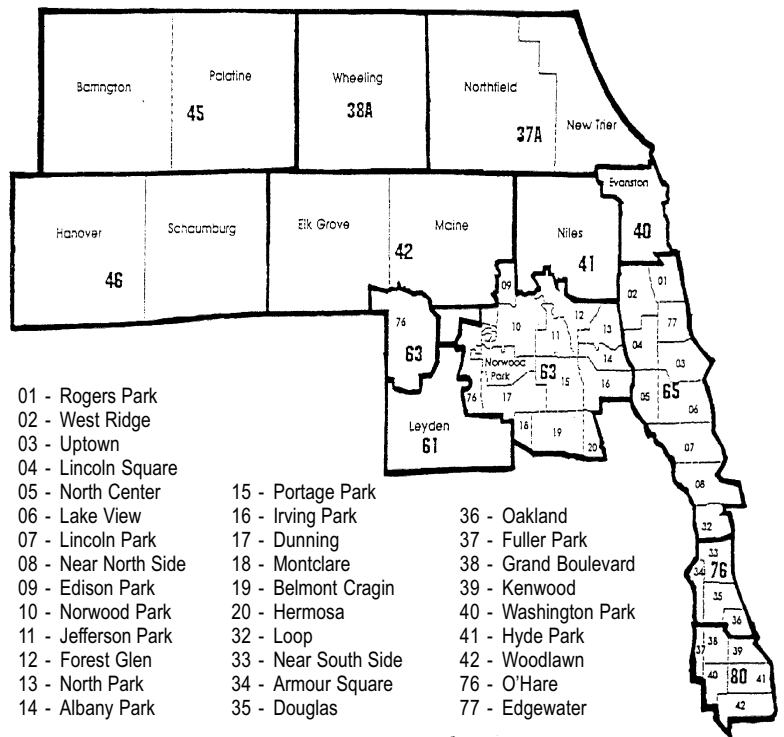 Barrington
Palatine
45
Wheeling
38A
Northfield
37A
New Trier
Evanston
40
Hanover
Schaumburg
46
Elk Grove
Maine
42
Niles
41
09
02
01
77
04
03
05
65
06
07
08
32
76
63
10
11
12
13
14
Norwood
Park
63
15
16
76
17
18
19
20
Leyden
61
33
34
76
35
36
37
38
39
40
80
41
42
01 - Rogers Park
02 - West Ridge
03 - Uptown
04 - Lincoln Square
05 - North Center
06 - Lake View
07 - Lincoln Park
08 - Near North Side
09 - Edison Park
10 - Norwood Park
11 - Jefferson Park
12 - Forest Glen
13 - North Park
14 - Albany Park
15 - Portage Park
16 - Irving Park
17 - Dunning
18 - Montclare
19 - Belmont Cragin
20 - Hermosa
32 - Loop
33 - Near South Side
34 - Armour Square
35 - Douglas
36 - Oakland
37 - Fuller Park
38 - Grand Boulevard
39 - Kenwood
40 - Washington Park
41 - Hyde Park
42 - Woodlawn
76 - O'Hare
77 - Edgewater